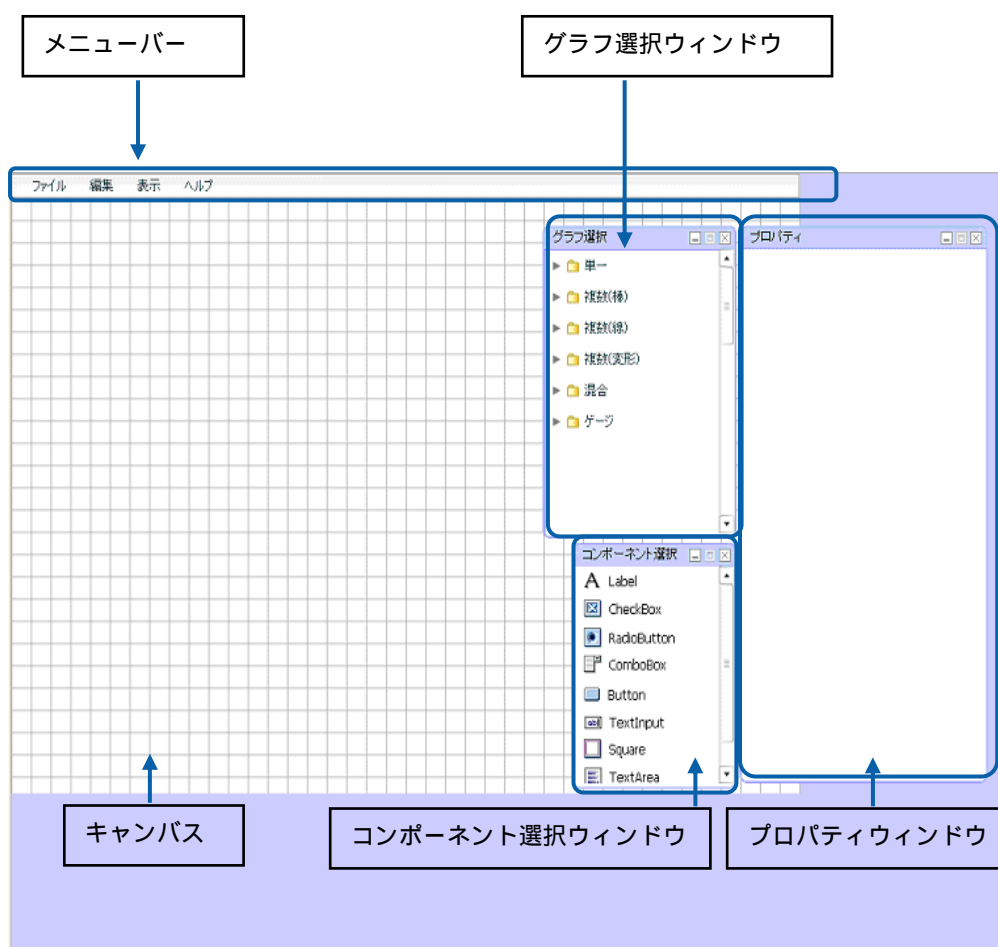 メニューバー
グラフ選択ウィンドウ
ファイル 編集 表示 ヘルプ
グラフ選択
単一
複数(棒)
複数(線)
複数(変形)
混合
ゲージ
プロパティ
コンポーネント選択
A Label
CheckBox
RadioButton
ComboBox
Button
TextInput
Square
TextArea
キャンバス
コンポーネント選択ウィンドウ
プロパティウィンドウ